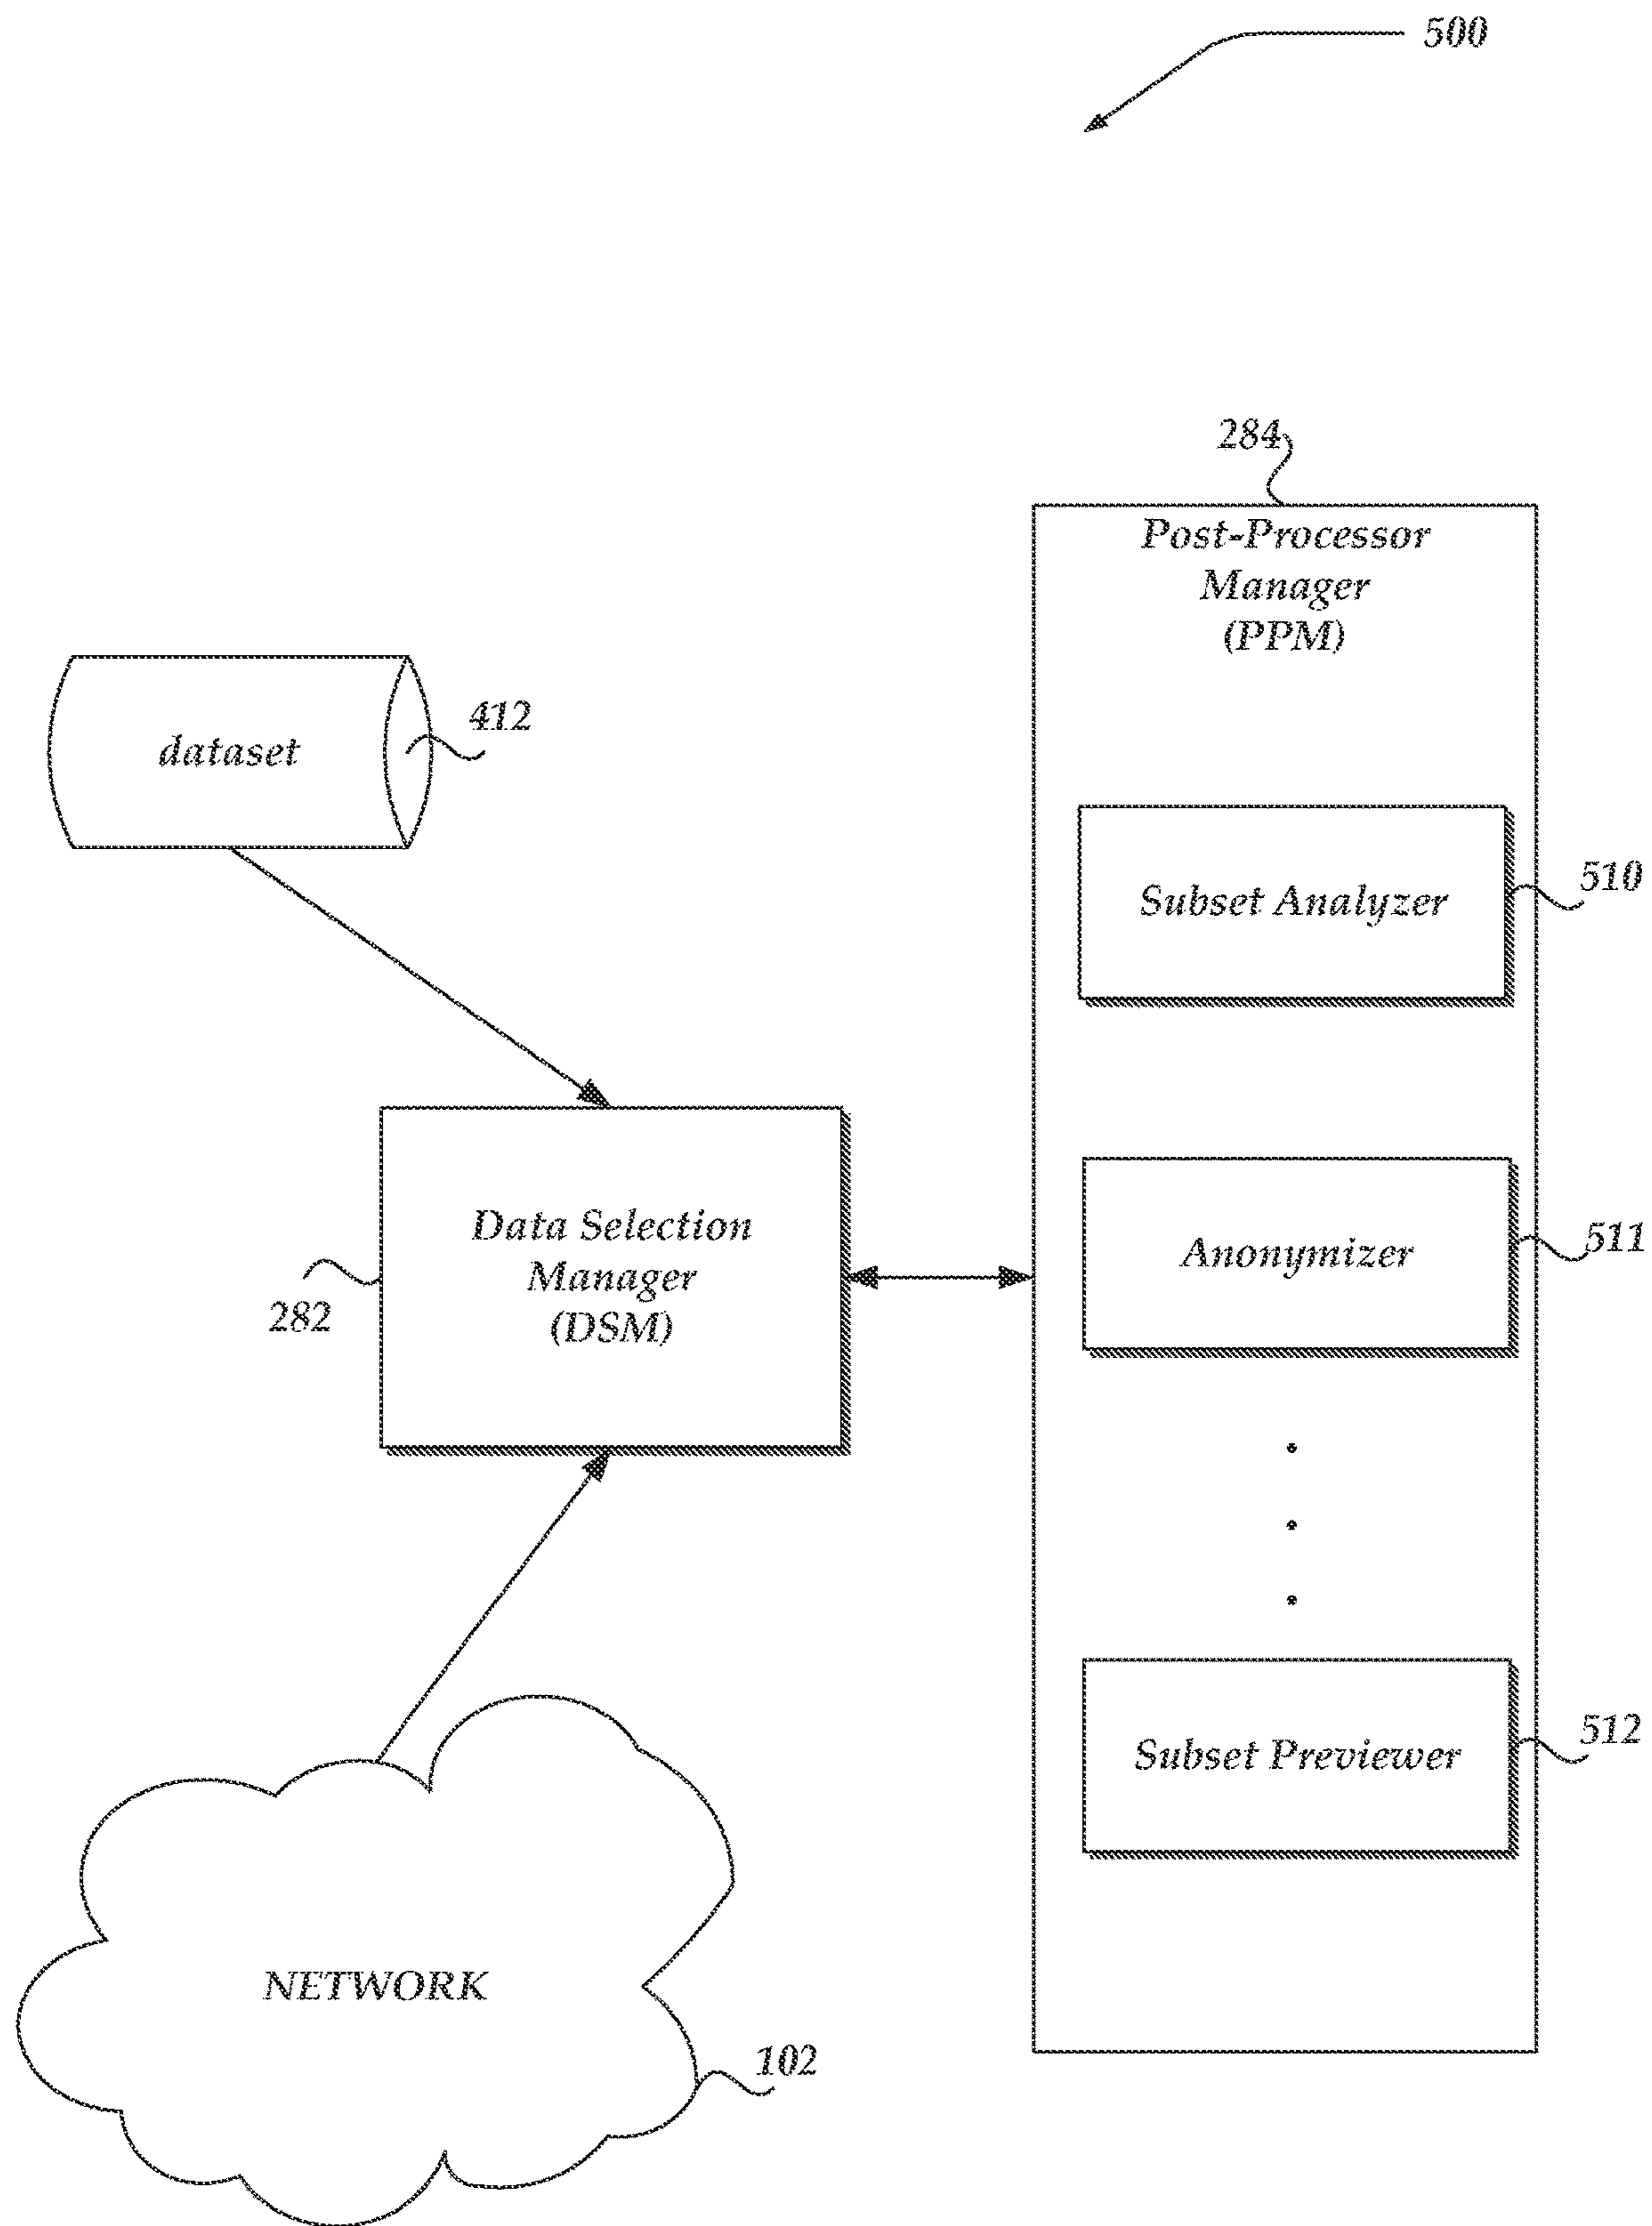 500
284
Post-Processor
Manager
(PPM)
dataset
412
Subset Analyzer
510
Data Selection
Manager
(DSM)
282
Anonymizer
511
Subset Previewer
512
NETWORK
102